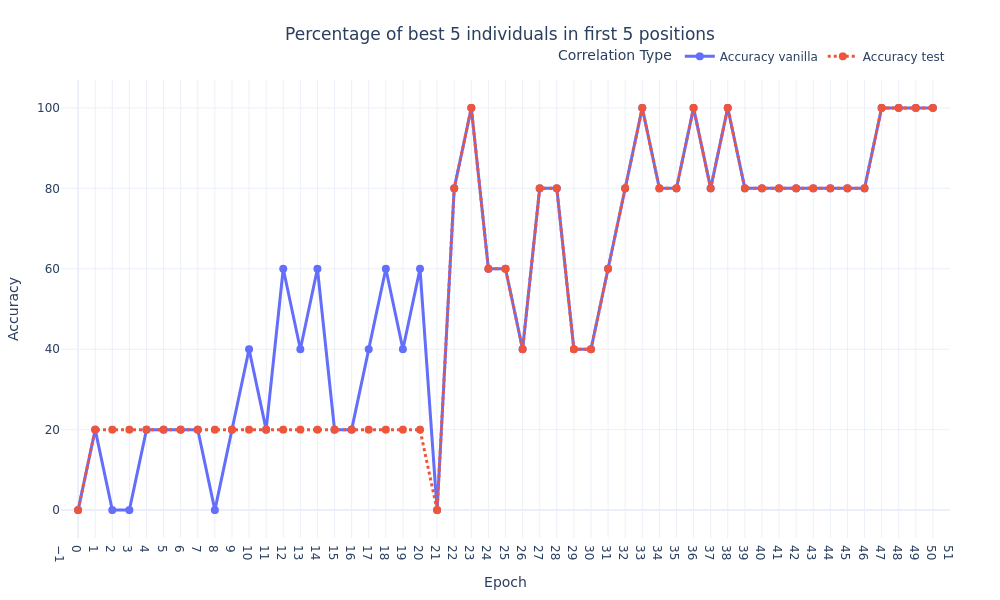 Percentage of best 5 individuals in first 5 positions
Correlation Type Accuracy vanilla Accuracy test
100
80
60
40
20
0
Accuracy
−1 0 1 2 3 4 5 6 7 8 9 10 11 12 13 14 15 16 17 18 19 20 21 22 23 24 25 26 27 28 29 30 31 32 33 34 35 36 37 38 39 40 41 42 43 44 45 46 47 48 49 50 51
Epoch